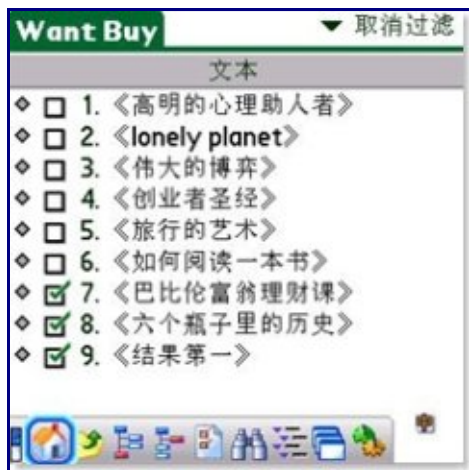 Want Buy ▼ 取消过滤
文本
1. 《高明的心理助人者》
2. 《lonely planet》
3. 《伟大的博弈》
4. 《创业者圣经》
5. 《旅行的艺术》
6. 《如何阅读一本书》
7. 《巴比伦富翁理财课》
8. 《六个瓶子里的历史》
9. 《结果第一》